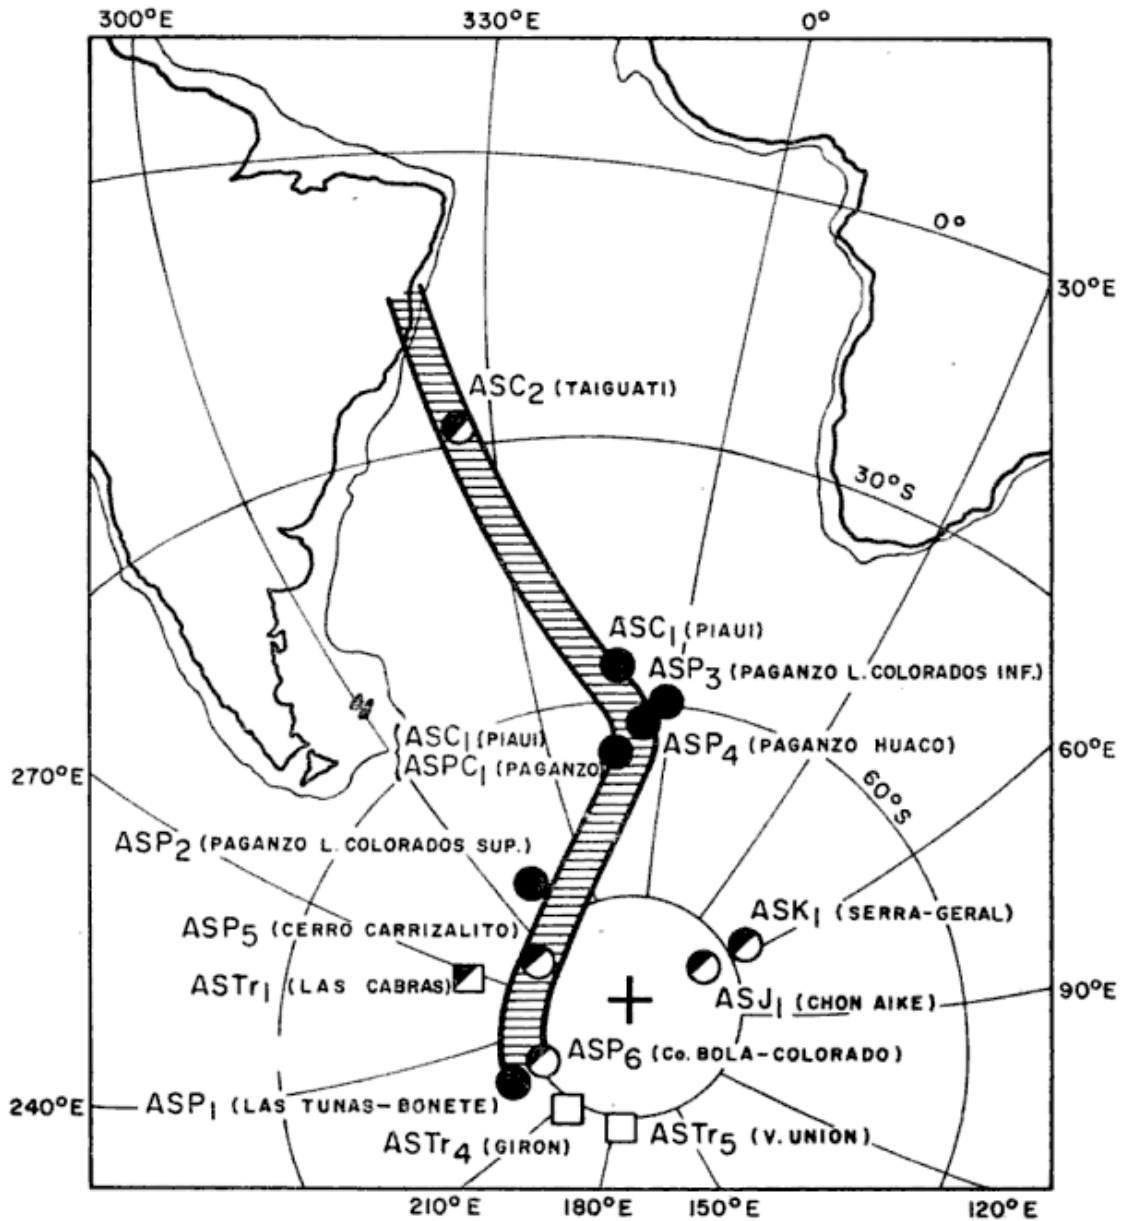 300°E 330°E 0°
0°
30°E
ASC2 (TAIGUATI)
30°S
ASC1 (PIAUI)
ASP3 (PAGANZO L. COLORADOS INF.)
ASC1 (PIAUI)
ASPC1 (PAGANZO)
ASP4 (PAGANZO HUACO)
60°E
270°E
60°S
ASP2 (PAGANZO L. COLORADOS SUP.)
ASK1 (SERRA-GERAL)
ASP5 (CERRO CARRIZALITO)
ASTr1 (LAS CABRAS)
ASJ1 (CHON AIKE)
90°E
ASP6 (Co. BOLA-COLORADO)
240°E
ASP1 (LAS TUNAS-BONETE)
ASTr4 (GIRON)
ASTr5 (V. UNION)
210°E 180°E 150°E 120°E